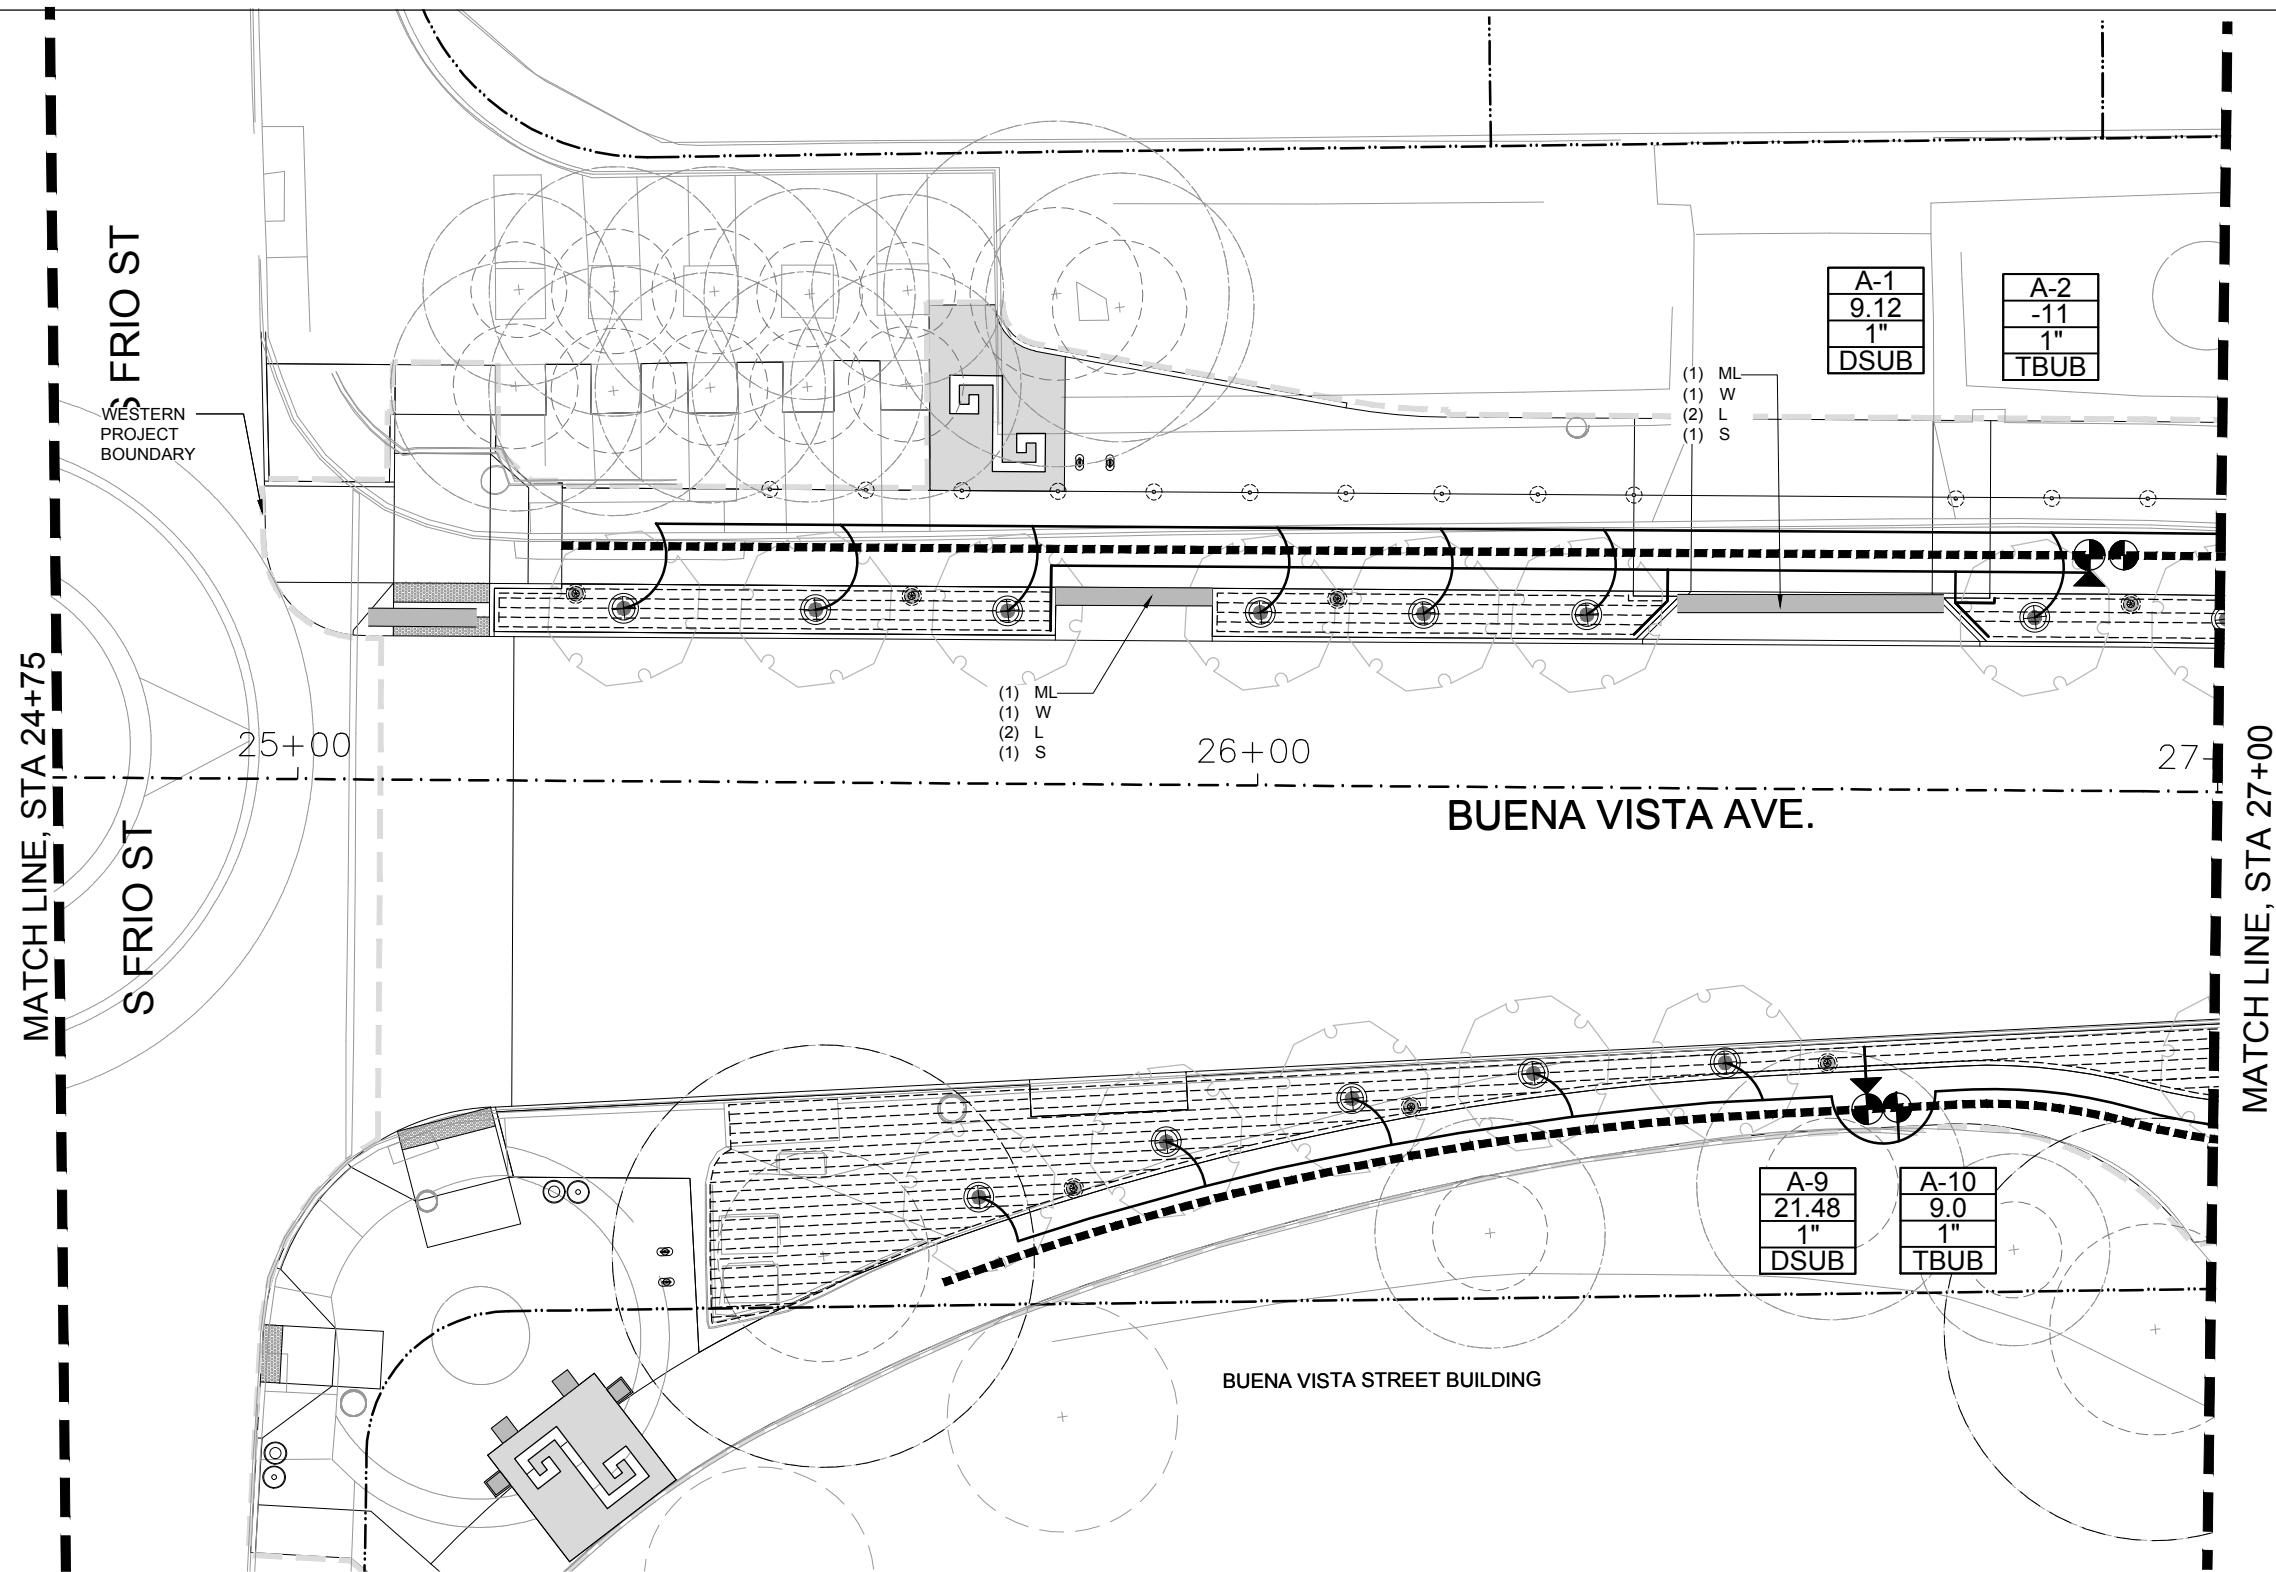 S FRIO ST
WESTERN
PROJECT
BOUNDARY
A-1
9.12
1"
DSUB
A-2
-11
1"
TBUB
(1) ML
(1) W
(2) L
(1) S
(1) ML
(1) W
(2) L
(1) S
MATCH LINE, STA 24+75
25+00
26+00
27
BUENA VISTA AVE.
S FRIO ST
MATCH LINE, STA 27+00
A-9
21.48
1"
DSUB
A-10
9.0
1"
TBUB
BUENA VISTA STREET BUILDING